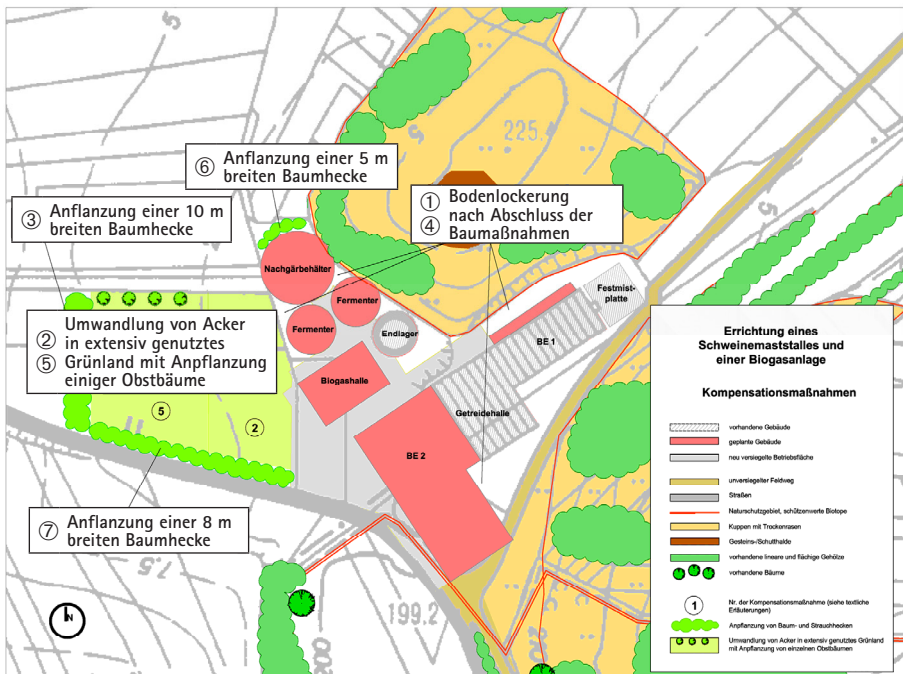 225.4
5
⑥ Anflanzung einer 5 m
breiten Baumhecke
① Bodenlockerung
④ nach Abschluss der
Baumaßnahmen
③ Anflanzung einer 10 m
breiten Baumhecke
5
Nachgärbehälter
Fermenter
Fermenter
Endlager
Festmist-
platte
BE 1
② Umwandlung von Acker
in extensiv genutztes
⑤ Grünland mit Anpflanzung
einiger Obstbäume
Biogashalle
Getreidehalle
⑤
②
BE 2
⑦ Anflanzung einer 8 m
breiten Baumhecke
7.5
199.2
N
Errichtung eines
Schweinemaststalles und
einer Biogasanlage
Kompensationsmaßnahmen
vorhandene Gebäude
geplante Gebäude
neu versiegelte Betriebsfläche
unversiegelter Feldweg
Straßen
Naturschutzgebiet, schützenwerte Biotope
Kuppen mit Trockenrasen
Gesteins-/Schutthalde
vorhandene lineare und flächige Gehölze
vorhandene Bäume
① Nr. der Kompensationsmaßnahme (siehe textliche
Erläuterungen)
Anpflanzung von Baum- und Strauchhecken
Umwandlung von Acker in extensiv genutztes Grünland
mit Anpflanzung von einzelnen Obstbäumen